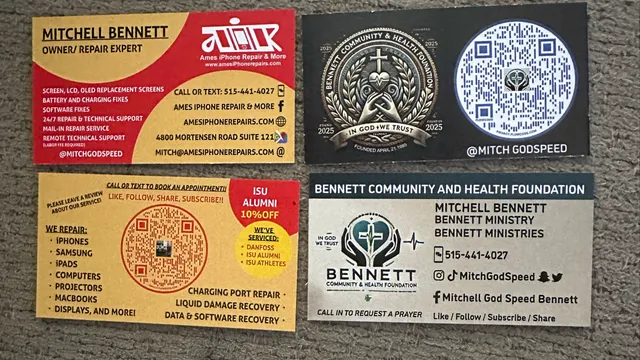 MITCHELL BENNETT
OWNER/ REPAIR EXPERT
Ames iPhone Repair & More
www.amesiphonerepairs.com
SCREEN, LCD, OLED REPLACEMENT SCREENS
BATTERY AND CHARGING FIXES
SOFTWARE FIXES
24/7 REPAIR & TECHNICAL SUPPORT
MAIL-IN REPAIR SERVICE
REMOTE TECHNICAL SUPPORT
(LABOR FEE REQUIRED)
@MITCHGODSPEED
CALL OR TEXT: 515-441-4027
AMES IPHONE REPAIR & MORE
AMESIPHONEREPAIRS.COM
4800 MORTENSEN ROAD SUITE 121
MITCH@AMESIPHONEREPAIRS.COM
COMMUNITY & HEALTH FOUNDATION
2025 2025
2025 2025
IN GOD WE TRUST
@MITCH GODSPEED
PLEASE LEAVE A REVIEW
ABOUT OUR SERVICE!
CALL OR TEXT TO BOOK AN APPOINTMENT!!
LIKE, FOLLOW, SHARE, SUBSCRIBE!!
ISU
ALUMNI
10%OFF
WE'VE
SERVICED:
• DANFOSS
• ISU ALUMNI
• ISU ATHLETES
WE REPAIR:
• IPHONES
• SAMSUNG
• IPADS
• COMPUTERS
• PROJECTORS
• MACBOOKS
• DISPLAYS, AND MORE!
CHARGING PORT REPAIR •
LIQUID DAMAGE RECOVERY •
DATA & SOFTWARE RECOVERY •
BENNETT COMMUNITY AND HEALTH FOUNDATION
IN GOD
WE TRUST
BENNETT
COMMUNITY & HEALTH FOUNDATION
CALL IN TO REQUEST A PRAYER
MITCHELL BENNETT
BENNETT MINISTRY
BENNETT MINISTRIES
515-441-4027
MitchGodSpeed
Mitchell God Speed Bennett
Like / Follow / Subscribe / Share